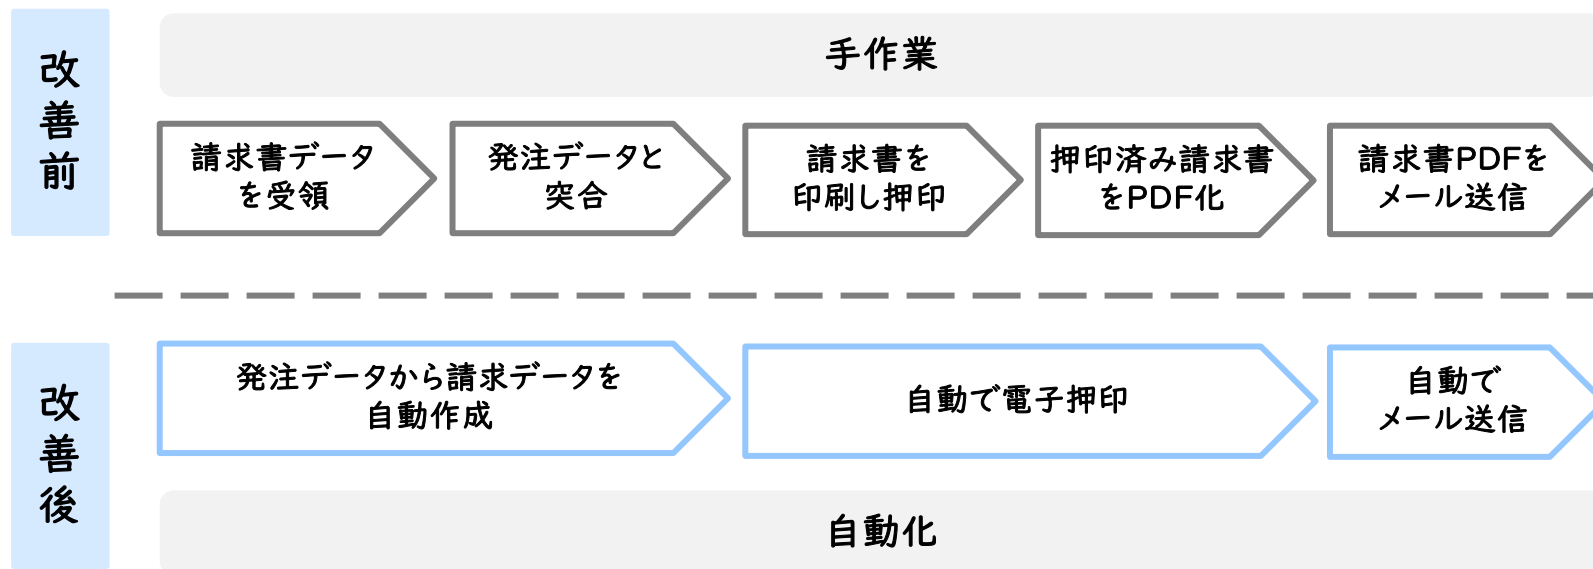 改善前
手作業
請求書データ
を受領
発注データと
突合
請求書を
印刷し押印
押印済み請求書
をPDF化
請求書PDFを
メール送信
改善後
発注データから請求データを
自動作成
自動で電子押印
自動で
メール送信
自動化